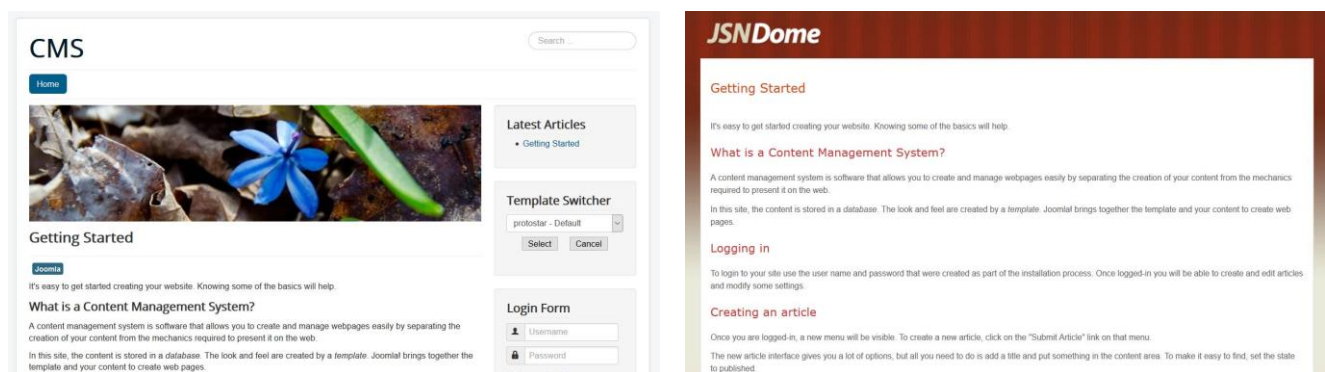 CMS
Search ...
Home
Latest Articles
Getting Started
Template Switcher
protostar - Default
Select Cancel
Login Form
Username
Password
Getting Started
Joomla
It's easy to get started creating your website. Knowing some of the basics will help.
What is a Content Management System?
A content management system is software that allows you to create and manage webpages easily by separating the
creation of your content from the mechanics required to present it on the web.
In this site, the content is stored in a database. The look and feel are created by a template. Joomla! brings together the
template and your content to create web pages.
JSNDome
Getting Started
It's easy to get started creating your website. Knowing some of the basics will help.
What is a Content Management System?
A content management system is software that allows you to create and manage webpages easily by separating the creation of your content from the mechanics
required to present it on the web.
In this site, the content is stored in a database. The look and feel are created by a template. Joomla! brings together the template and your content to create web
pages.
Logging in
To login to your site use the user name and password that were created as part of the installation process. Once logged-in you will be able to create and edit articles
and modify some settings.
Creating an article
Once you are logged-in, a new menu will be visible. To create a new article, click on the "Submit Article" link on that menu.
The new article interface gives you a lot of options, but all you need to do is add a title and put something in the content area. To make it easy to find, set the state
to published.